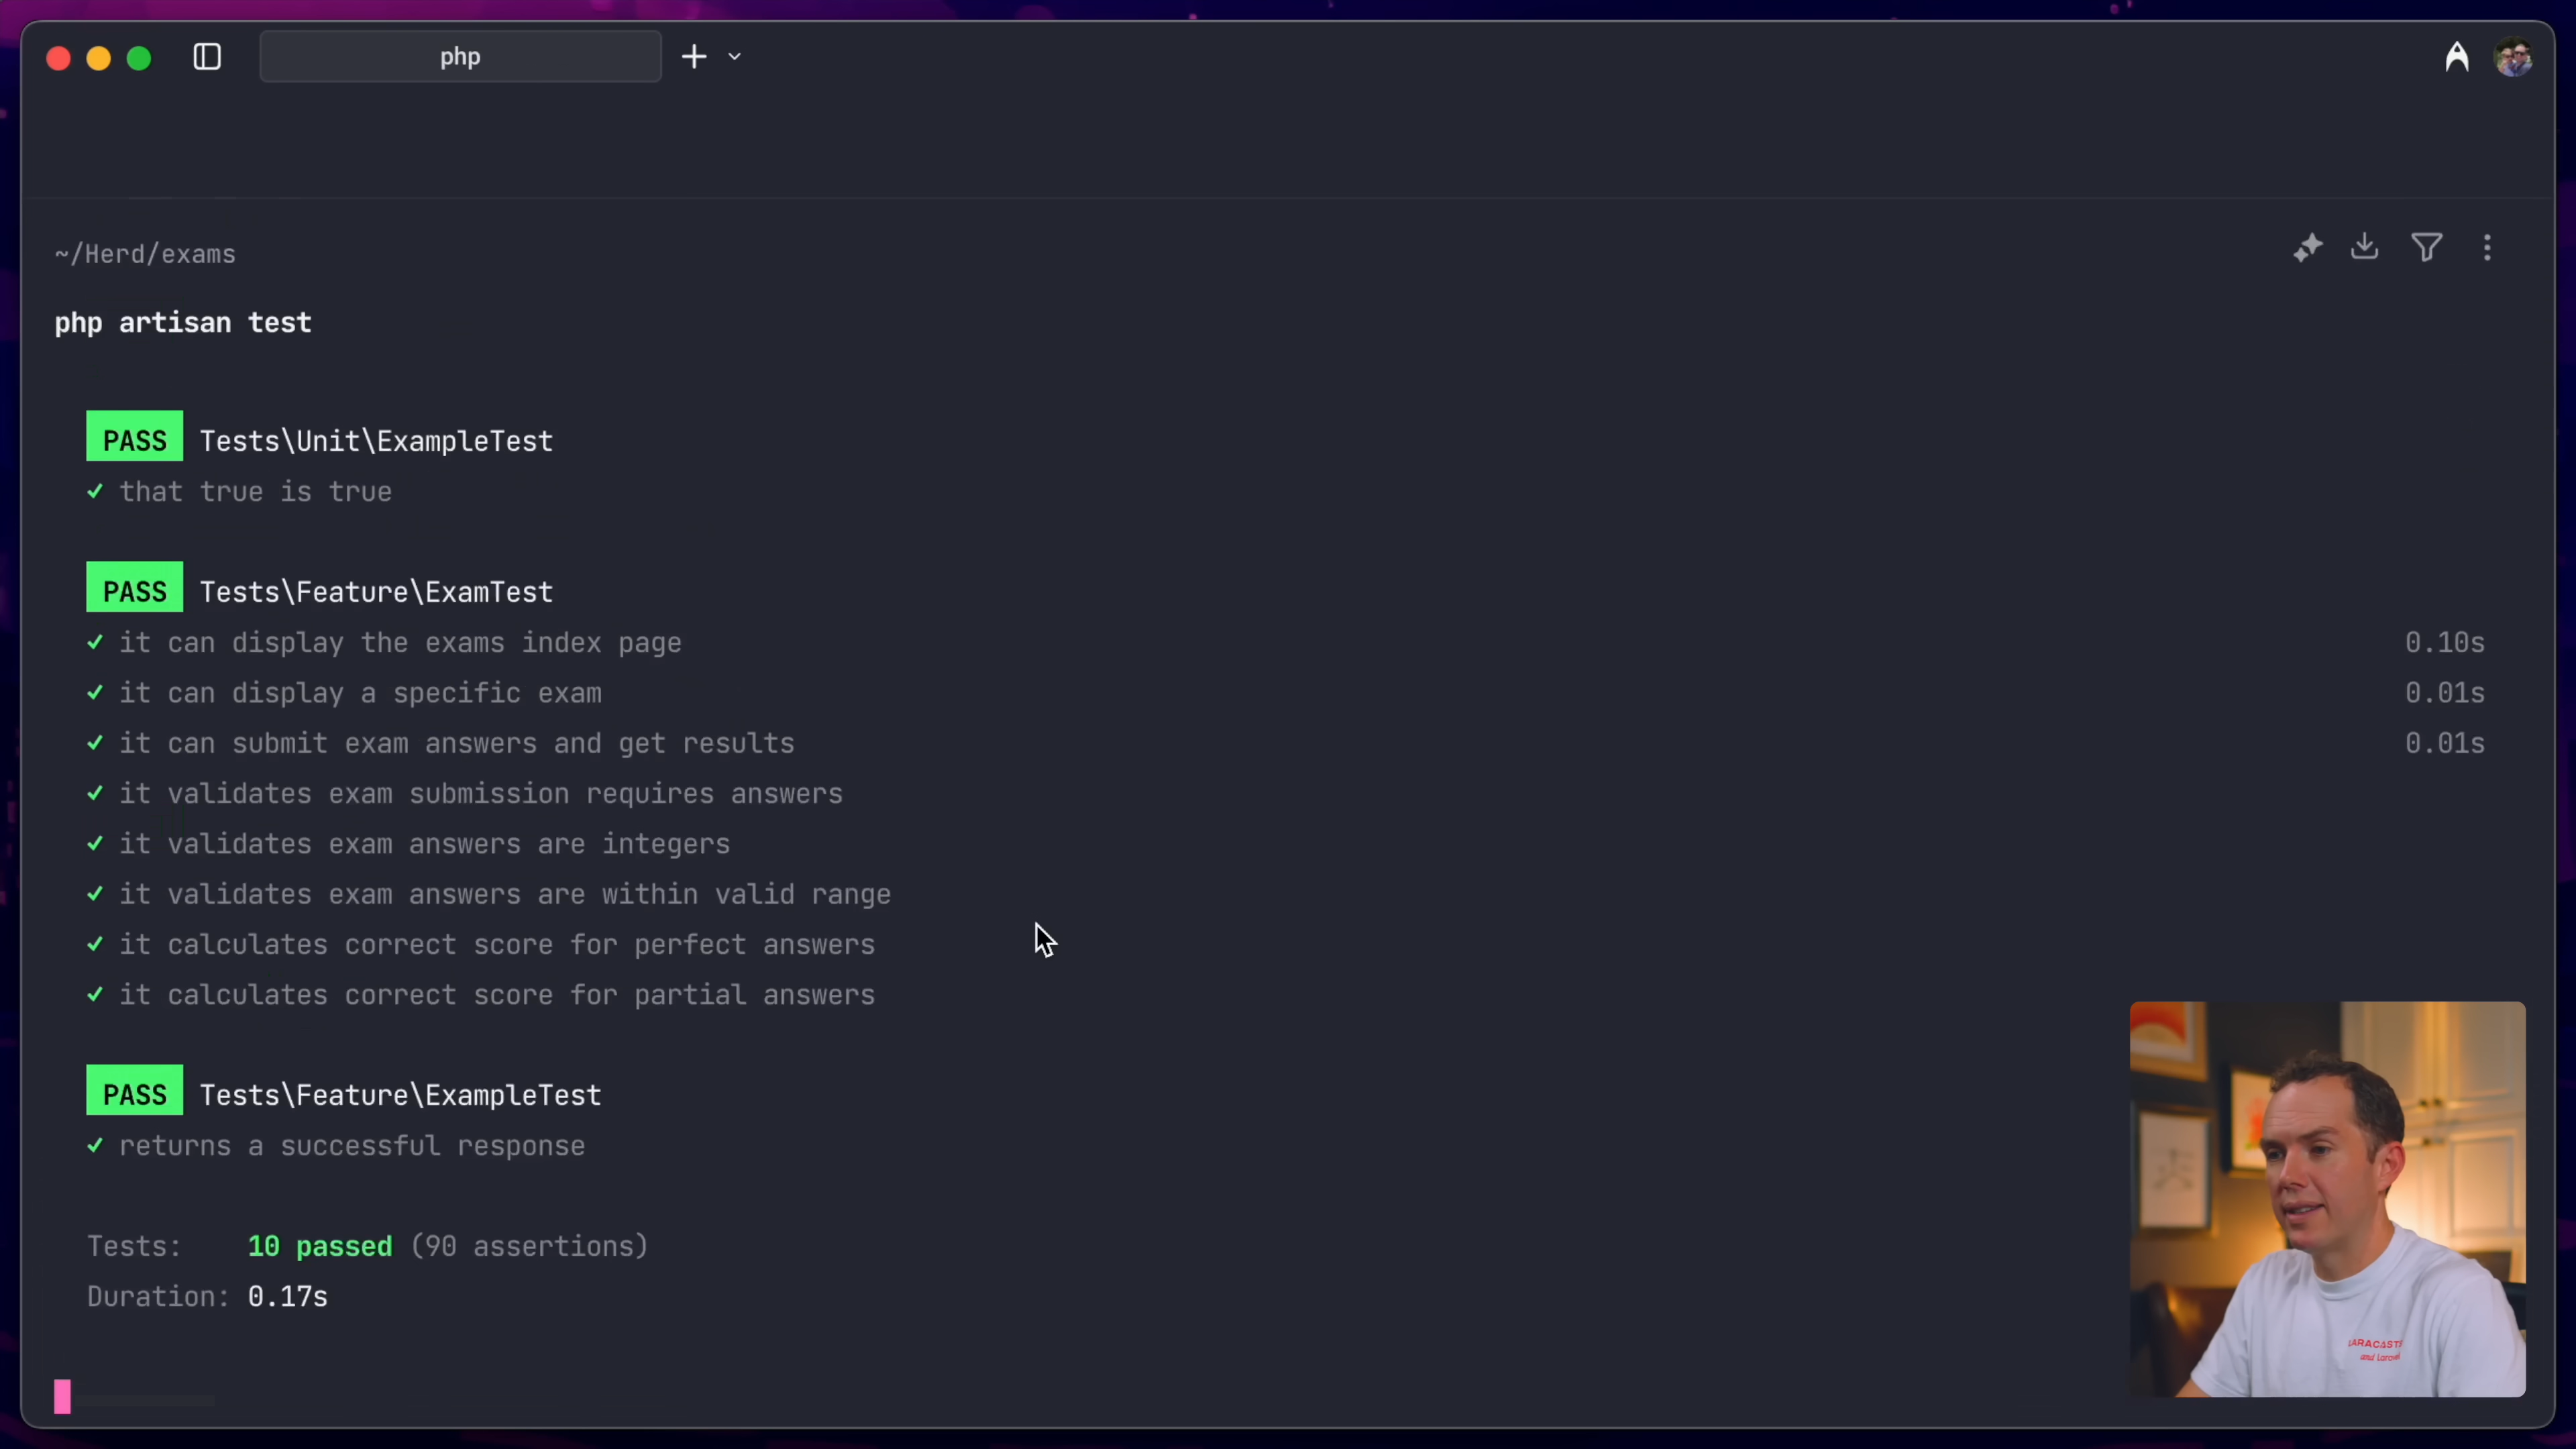 php
~/Herd/exams
php artisan test
PASS Tests\Unit\ExampleTest
✓ that true is true
PASS Tests\Feature\ExamTest
✓ it can display the exams index page 0.10s
✓ it can display a specific exam 0.01s
✓ it can submit exam answers and get results 0.01s
✓ it validates exam submission requires answers
✓ it validates exam answers are integers
✓ it validates exam answers are within valid range
✓ it calculates correct score for perfect answers
✓ it calculates correct score for partial answers
PASS Tests\Feature\ExampleTest
✓ returns a successful response
Tests: 10 passed (90 assertions)
Duration: 0.17s
LARACASTS
and Laravel